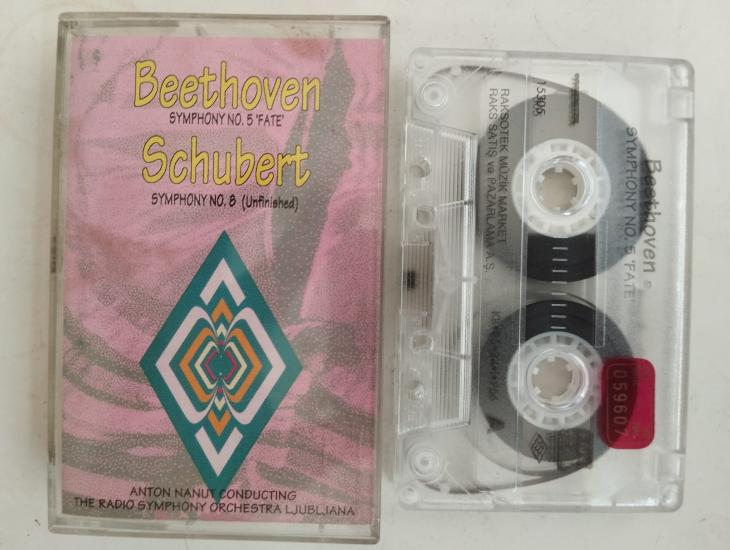 Beethoven
SYMPHONY NO. 5 'FATE'
Schubert
SYMPHONY NO. 8 (Unfinished)
ANTON NANUT CONDUCTING
THE RADIO SYMPHONY ORCHESTRA LJUBLJANA
Beethoven
SYMPHONY NO. 5 'FATE'
15305
RAKSOTEK MÜZİK MARKET
RAKS SATIŞ ve PAZARLAMA A.Ş.
059607